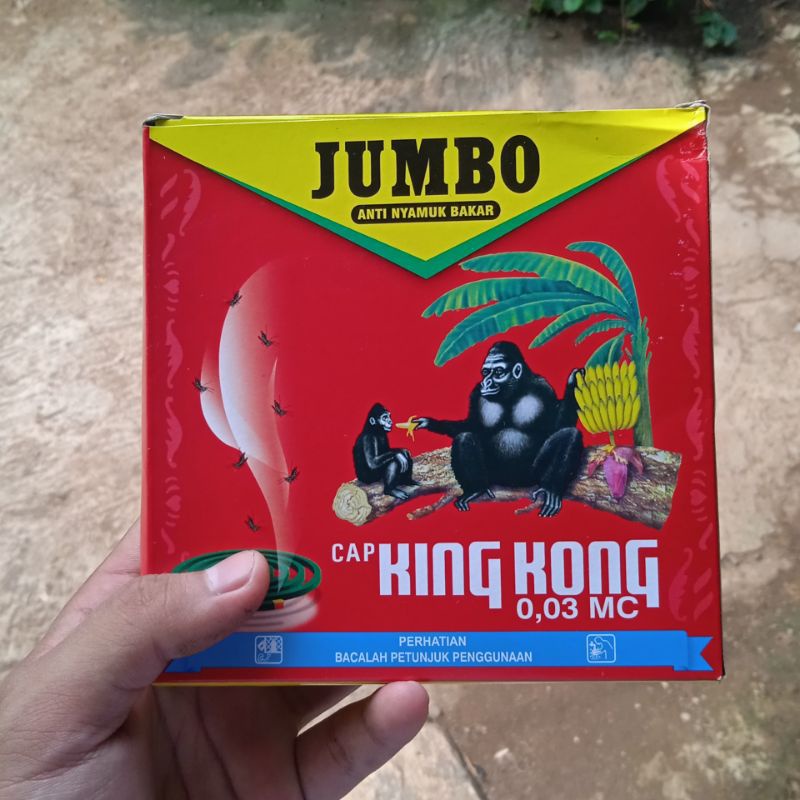 JUMBO
ANTI NYAMUK BAKAR
CAP KING KONG
0,03 MC
PERHATIAN
BACALAH PETUNJUK PENGGUNAAN